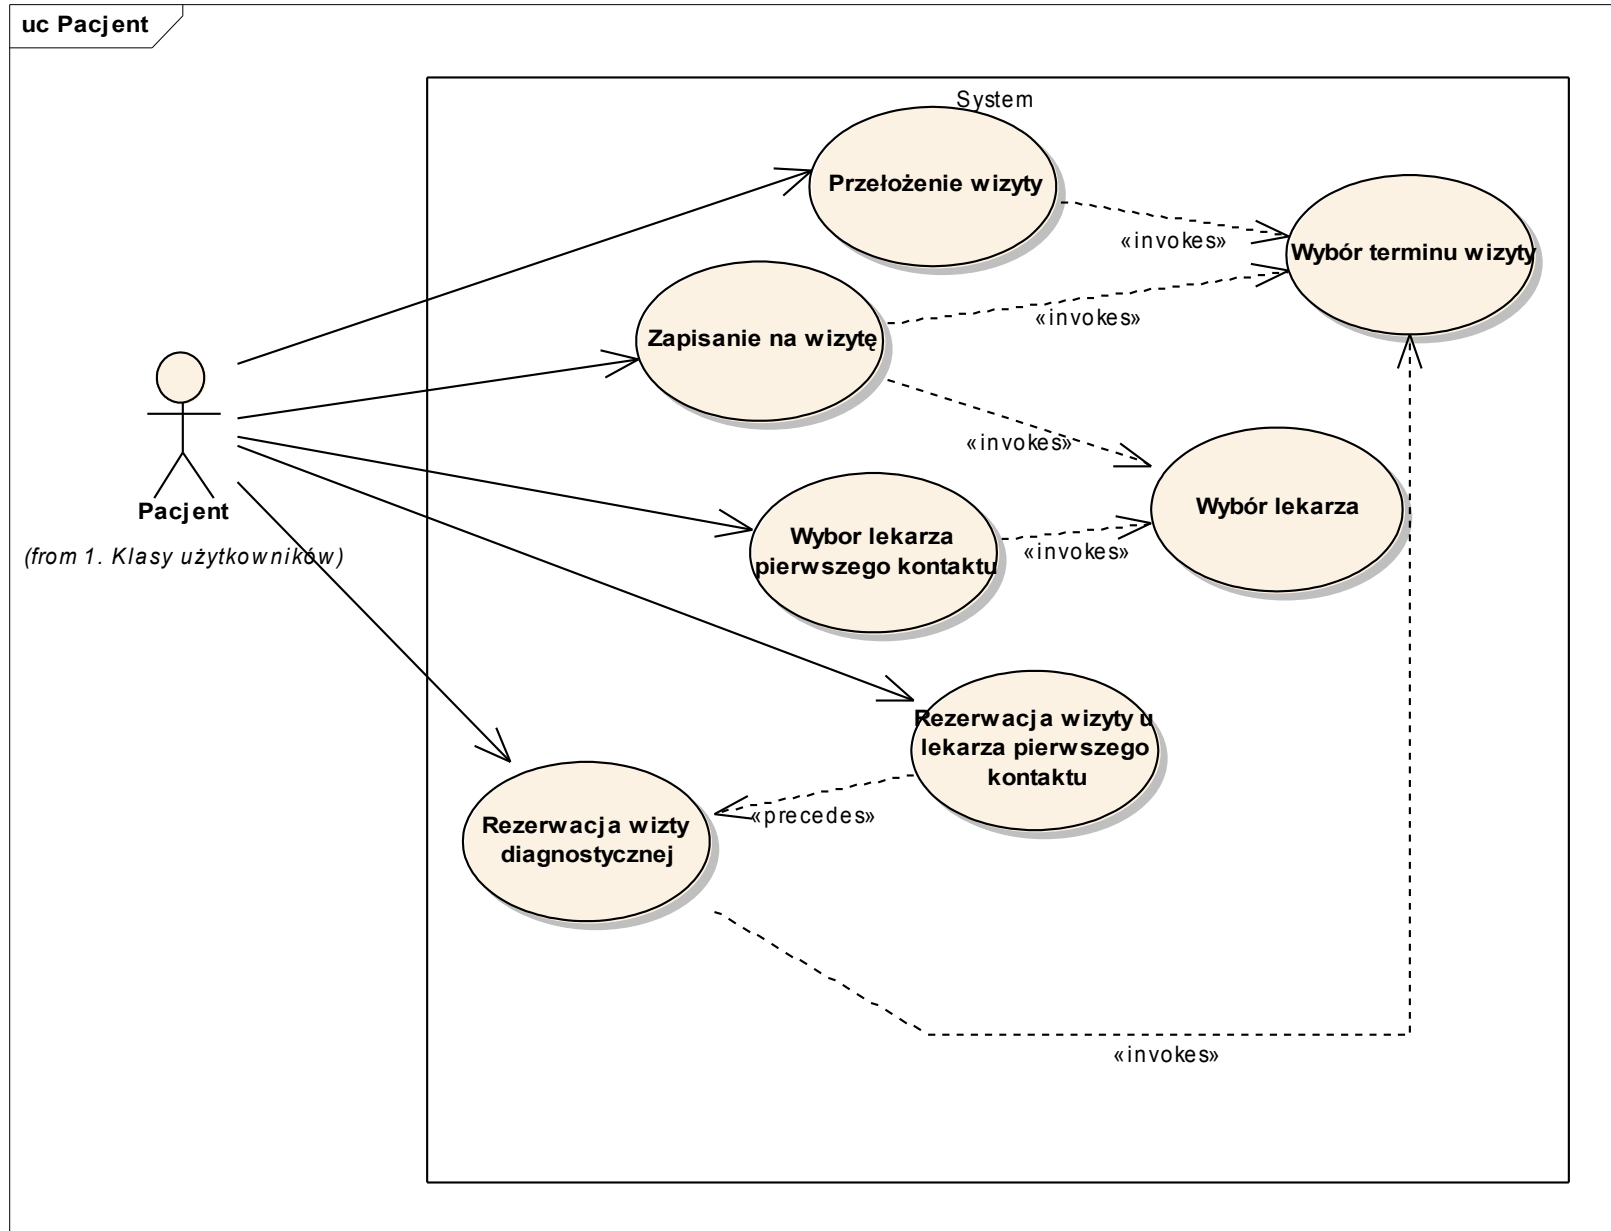 uc Pacjent
System
Przełożenie wizyty
«invokes»
Wybór terminu wizyty
«invokes»
Zapisanie na wizytę
«invokes»
Wybór lekarza
Pacjent
(from 1. Klasy użytkowników)
Wybor lekarza
pierwszego kontaktu
«invokes»
Rezerwacja wizyty u
lekarza pierwszego
kontaktu
«precedes»
Rezerwacja wizty
diagnostycznej
«invokes»